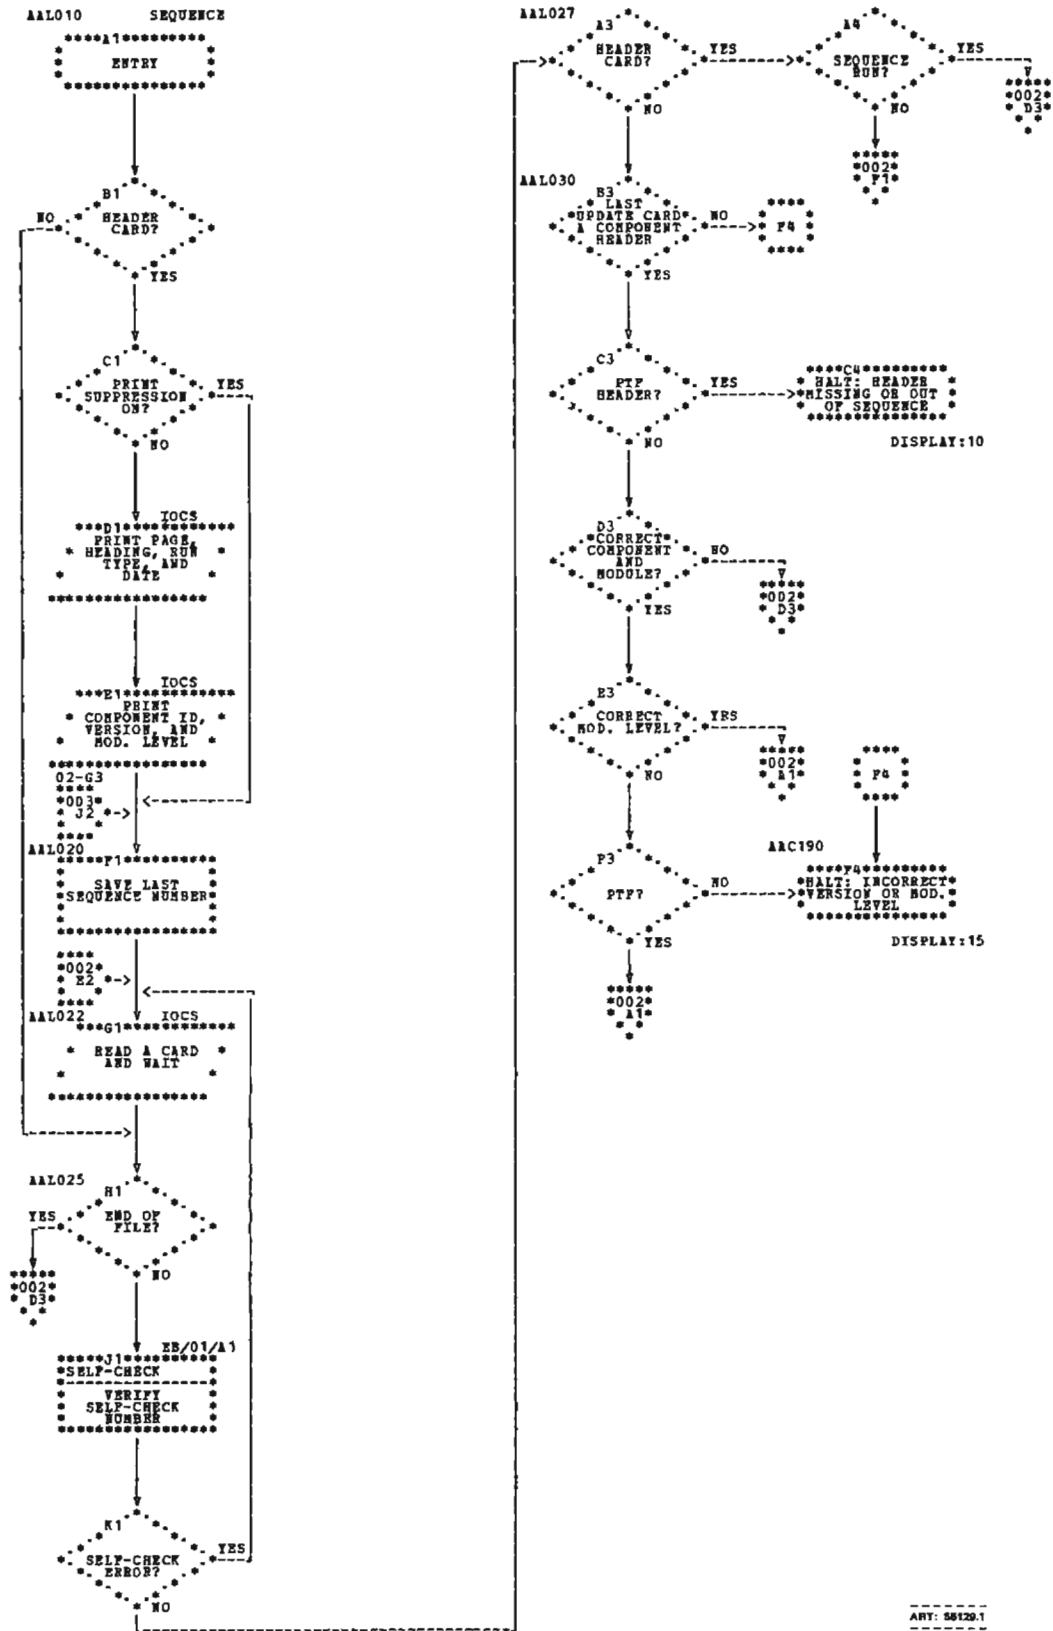 AAL010 SEQUENCE
A1
ENTRY
B1
HEADER
CARD?
NO
YES
C1
PRINT
SUPPRESSION
ON?
YES
NO
IOCS
D1
PRINT PAGE,
HEADING, RUN
TYPE, AND
DATE
IOCS
E1
PRINT
COMPONENT ID,
VERSION, AND
MOD. LEVEL
02-G3
003
J2
AAL020
F1
SAVE LAST
SEQUENCE NUMBER
002
E2
AAL022 IOCS
G1
READ A CARD
AND WAIT
AAL025
H1
END OF
FILE?
YES
NO
002
D3
EB/01/A1
J1
SELF-CHECK
VERIFY
SELF-CHECK
NUMBER
K1
SELF-CHECK
ERROR?
YES
NO
AAL027
A3
HEADER
CARD?
YES
NO
A4
SEQUENCE
RUN?
YES
NO
002
D3
002
F1
AAL030
B3
LAST
UPDATE CARD
A COMPONENT
HEADER
NO
YES
F4
C3
PTF
HEADER?
YES
NO
C4
HALT: HEADER
MISSING OR OUT
OF SEQUENCE
DISPLAY:10
D3
CORRECT
COMPONENT
AND
MODULE?
NO
YES
002
D3
E3
CORRECT
MOD. LEVEL?
YES
NO
002
A1
F4
F3
PTF?
NO
YES
AAC190
F4
HALT: INCORRECT
VERSION OR MOD.
LEVEL
DISPLAY:15
002
A1
ART: 58129.1